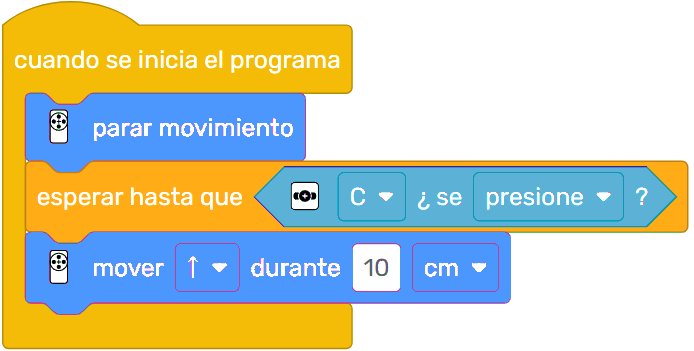 cuando se inicia el programa
parar movimiento
esperar hasta que C ¿ se presione ?
mover ↑ durante 10 cm